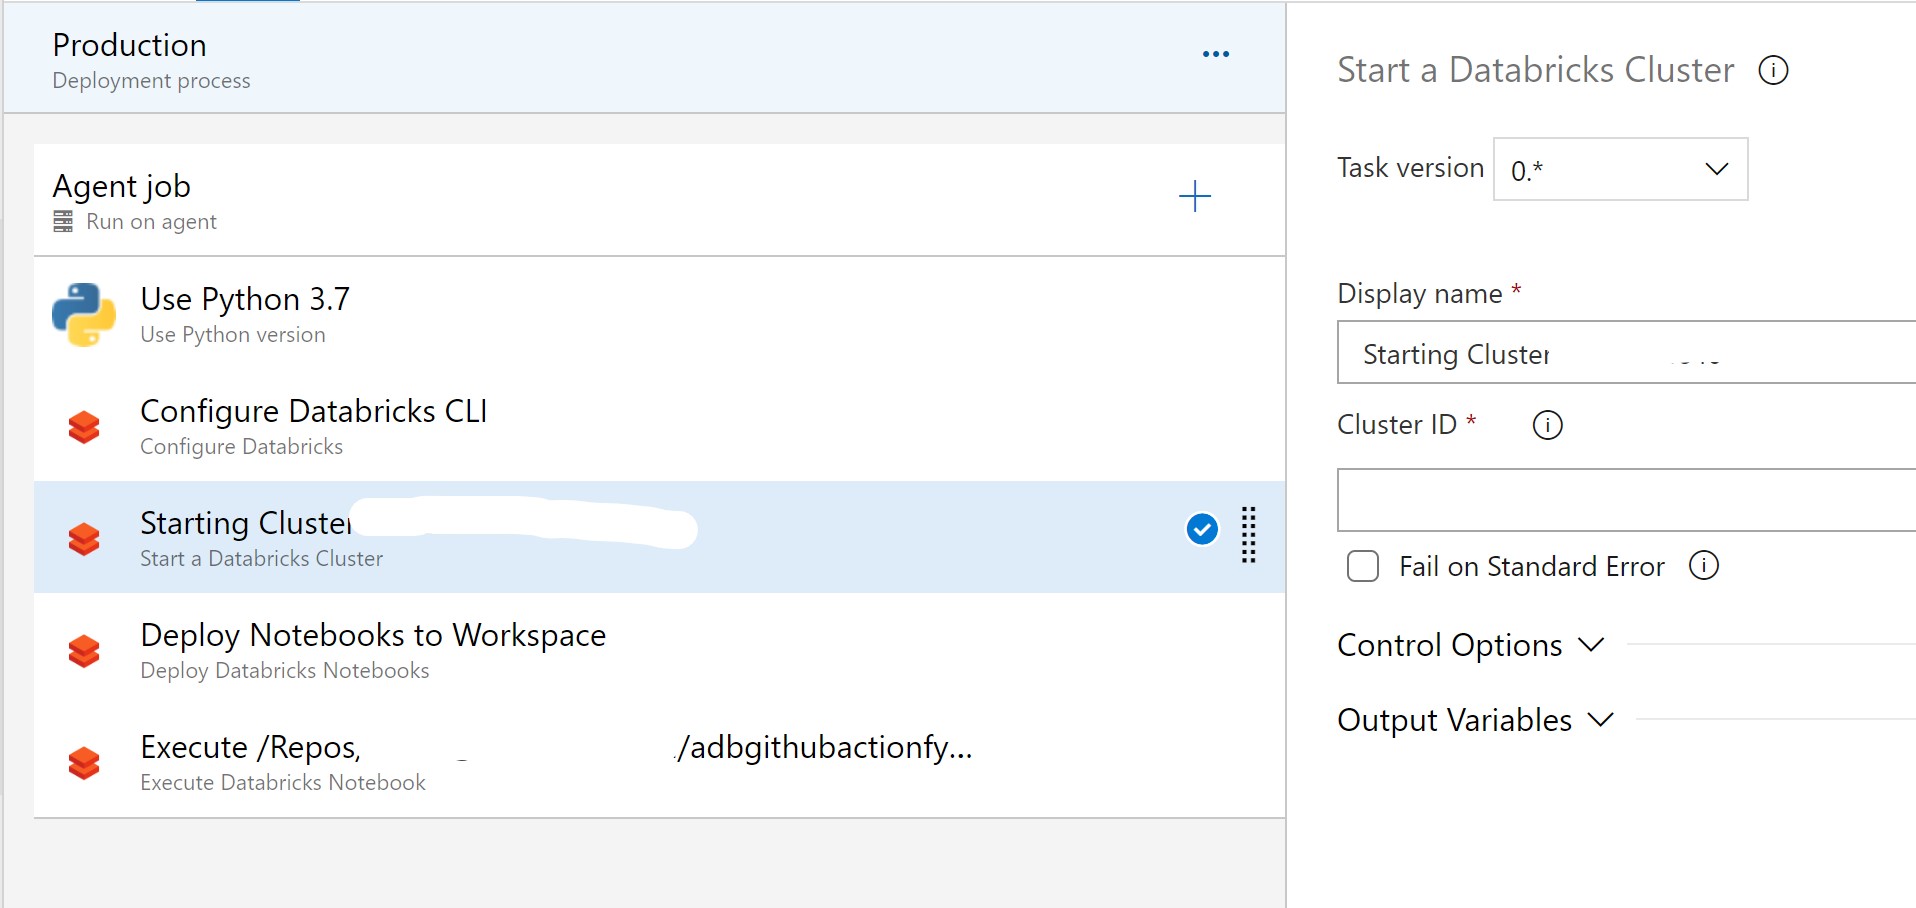 Production
Deployment process
Agent job
Run on agent
Use Python 3.7
Use Python version
Configure Databricks CLI
Configure Databricks
Starting Cluster
Start a Databricks Cluster
Deploy Notebooks to Workspace
Deploy Databricks Notebooks
Execute /Repos, /adbgithubactionfy...
Execute Databricks Notebook
Start a Databricks Cluster
Task version 0.*
Display name *
Starting Cluster
Cluster ID *
Fail on Standard Error
Control Options
Output Variables